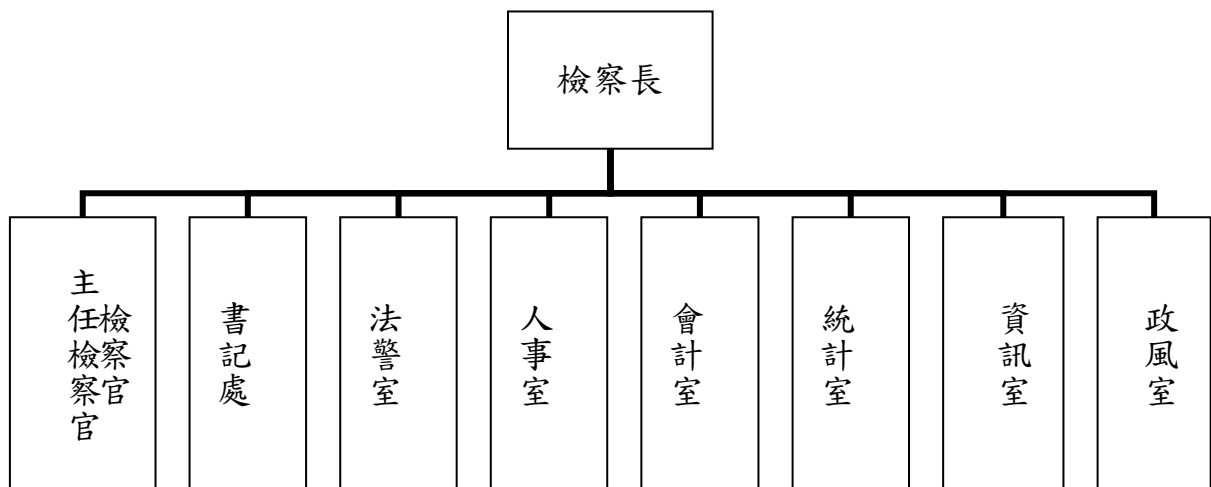 檢察長
主任檢察官
檢察官
書記處
法警室
人事室
會計室
統計室
資訊室
政風室